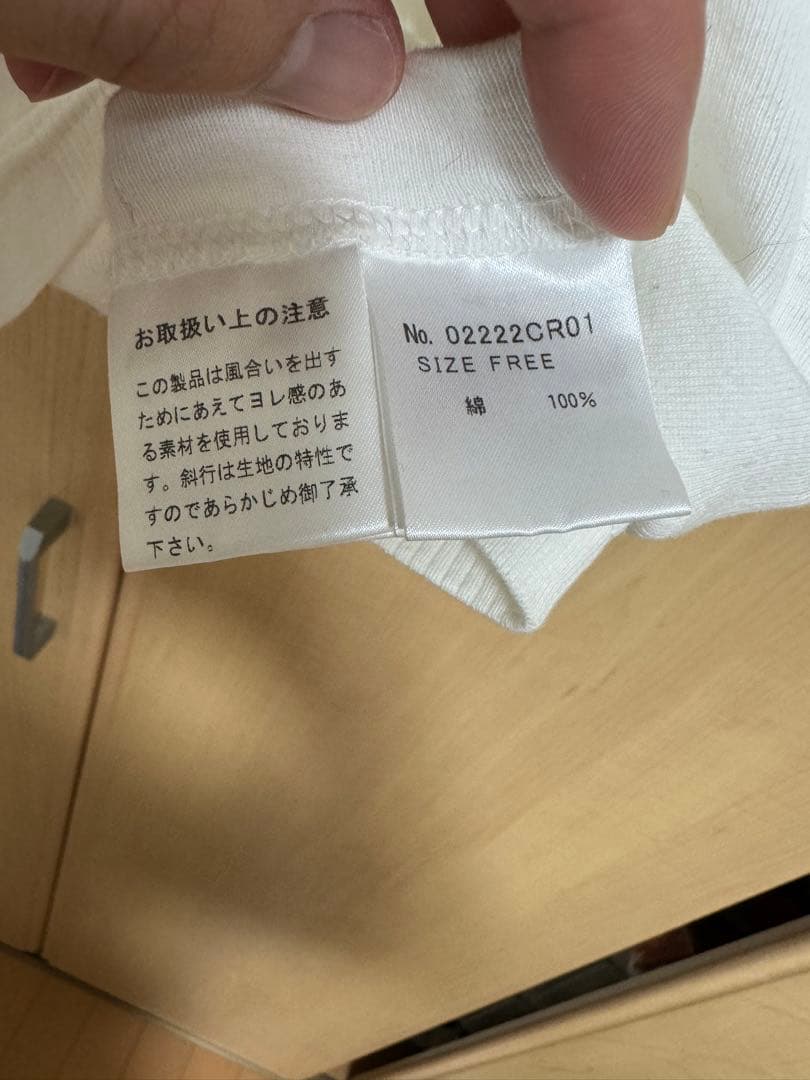 お取扱い上の注意
この製品は風合いを出す
ためにあえてヨレ感のあ
る素材を使用しておりま
す。斜行は生地の特性で
すのであらかじめ御了承
下さい。
No. 02222CR01
SIZE FREE
綿 100%